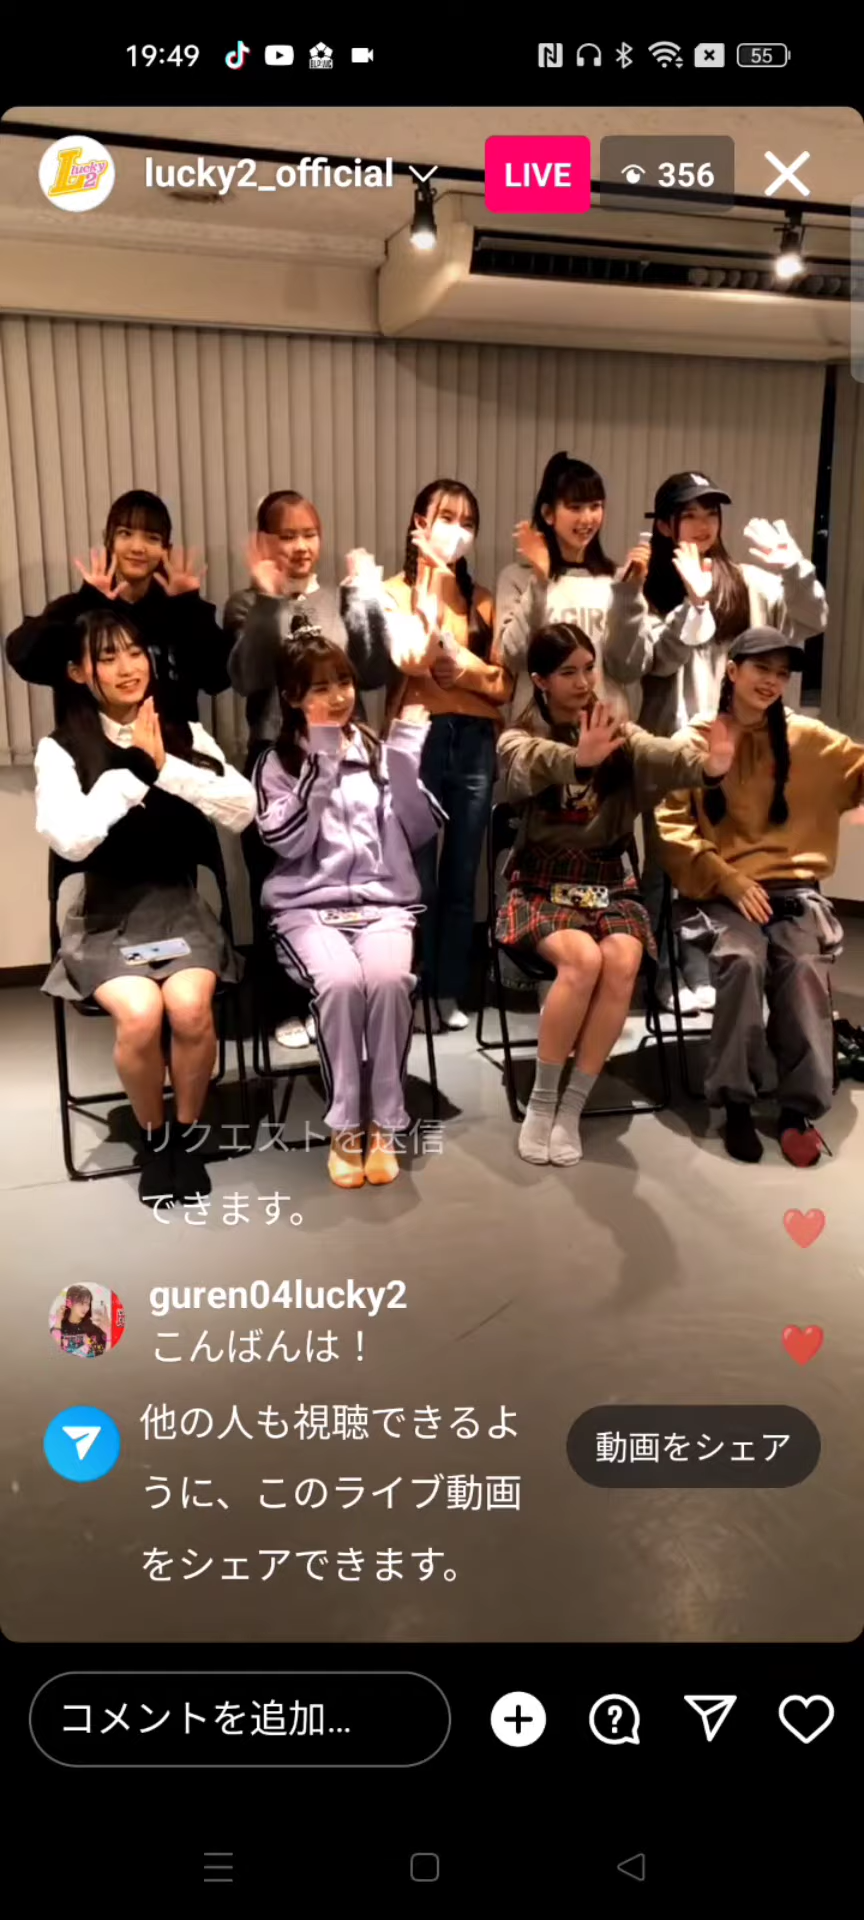 19:49
55
Lucky2
lucky2_official
LIVE
356
GIRL
リクエストを送信
できます。
guren04lucky2
こんばんは！
他の人も視聴できるよ
うに、このライブ動画
をシェアできます。
動画をシェア
コメントを追加...